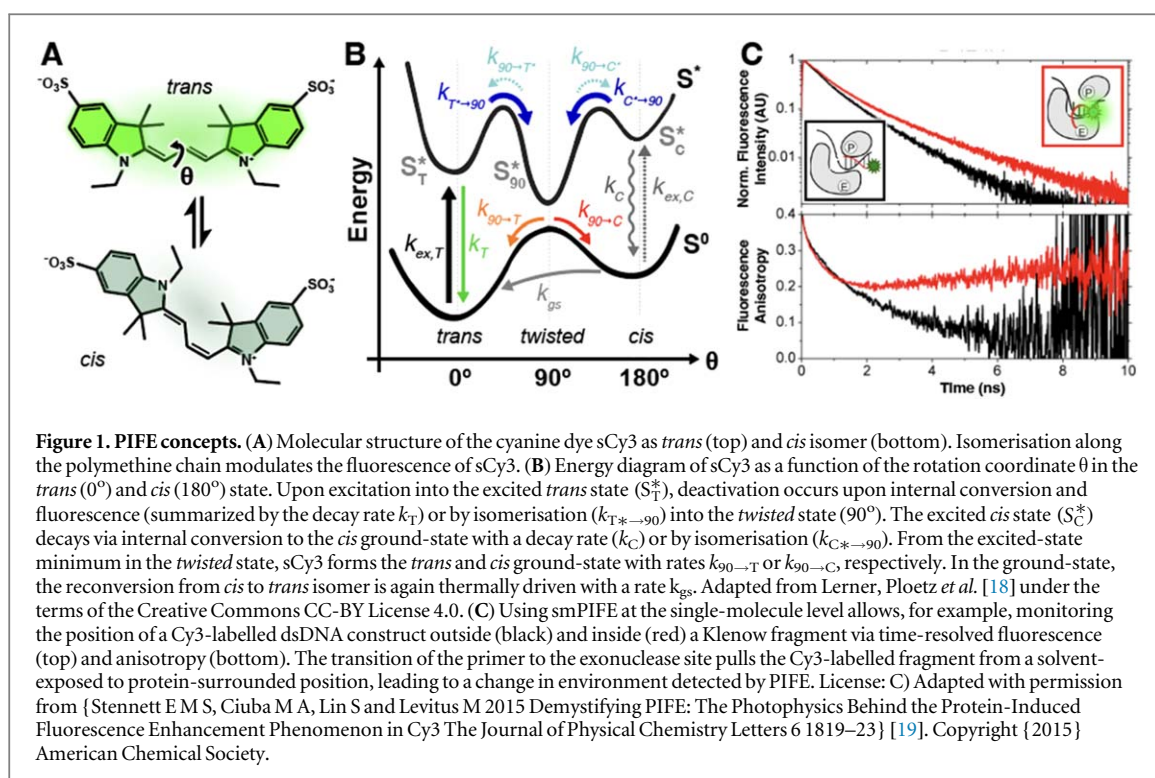 A
B
C
trans
⁻O₃S
SO₃⁻
N
N⁺
θ
⁻O₃S
SO₃⁻
N
N⁺
cis
Energy
k90→T*
k90→C*
kT*→90
kC*→90
S*
S*T
S*90
S*C
kex,T
kT
k90→T
k90→C
kC
kex,C
S⁰
kgs
trans
twisted
cis
0º
90º
180º
θ
Norm. Fluorescence
Intensity (AU)
1
0.1
0.01
P
E
P
E
Fluorescence
Anisotropy
0.4
0.3
0.2
0.1
0.0
0
2
4
6
8
10
Time (ns)
Figure 1. PIFE concepts. (A) Molecular structure of the cyanine dye sCy3 as trans (top) and cis isomer (bottom). Isomerisation along
the polymethine chain modulates the fluorescence of sCy3. (B) Energy diagram of sCy3 as a function of the rotation coordinate θ in the
trans (0°) and cis (180°) state. Upon excitation into the excited trans state (S*T), deactivation occurs upon internal conversion and
fluorescence (summarized by the decay rate kT) or by isomerisation (kT*→90) into the twisted state (90°). The excited cis state (S*C)
decays via internal conversion to the cis ground-state with a decay rate (kC) or by isomerisation (kC*→90). From the excited-state
minimum in the twisted state, sCy3 forms the trans and cis ground-state with rates k90→T or k90→C, respectively. In the ground-state,
the reconversion from cis to trans isomer is again thermally driven with a rate kgs. Adapted from Lerner, Ploetz et al. [18] under the
terms of the Creative Commons CC-BY License 4.0. (C) Using smPIFE at the single-molecule level allows, for example, monitoring
the position of a Cy3-labelled dsDNA construct outside (black) and inside (red) a Klenow fragment via time-resolved fluorescence
(top) and anisotropy (bottom). The transition of the primer to the exonuclease site pulls the Cy3-labelled fragment from a solvent-
exposed to protein-surrounded position, leading to a change in environment detected by PIFE. License: C) Adapted with permission
from {Stennett E M S, Ciuba M A, Lin S and Levitus M 2015 Demystifying PIFE: The Photophysics Behind the Protein-Induced
Fluorescence Enhancement Phenomenon in Cy3 The Journal of Physical Chemistry Letters 6 1819–23} [19]. Copyright {2015}
American Chemical Society.